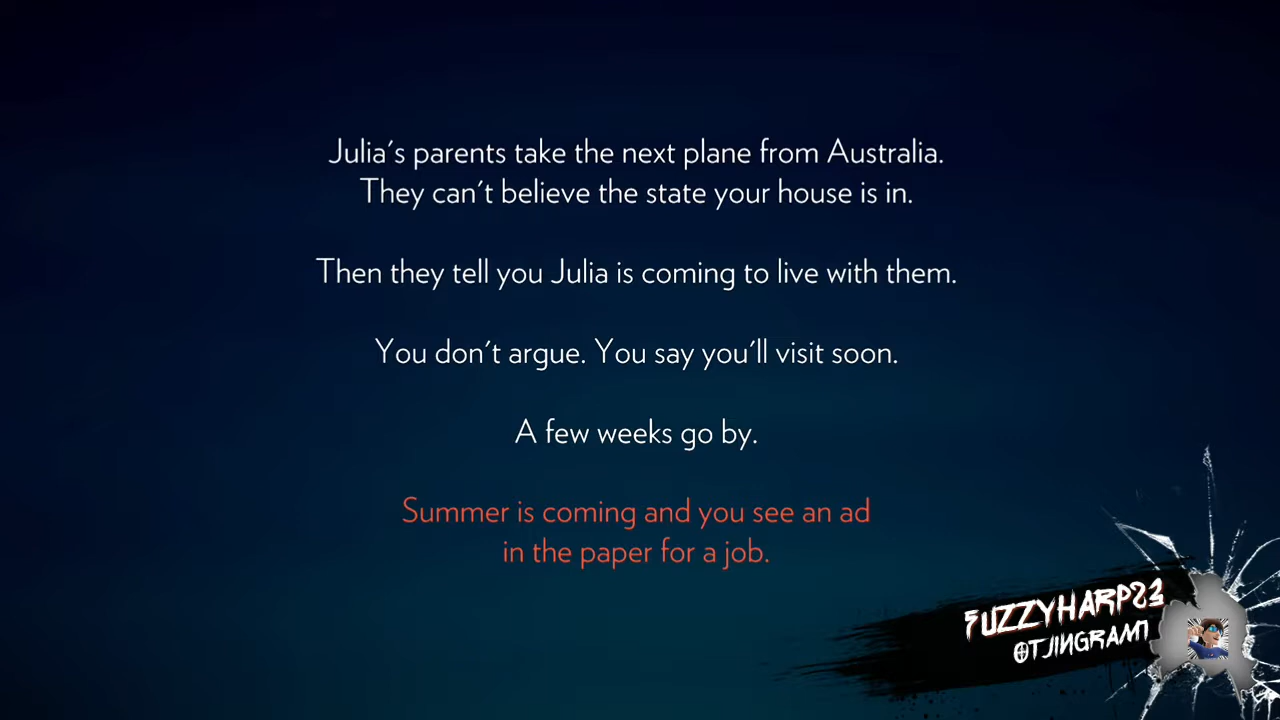 Julia's parents take the next plane from Australia.
They can't believe the state your house is in.
Then they tell you Julia is coming to live with them.
You don't argue. You say you'll visit soon.
A few weeks go by.
Summer is coming and you see an ad
in the paper for a job.
FUZZYHARP23
@TJINGRAM1